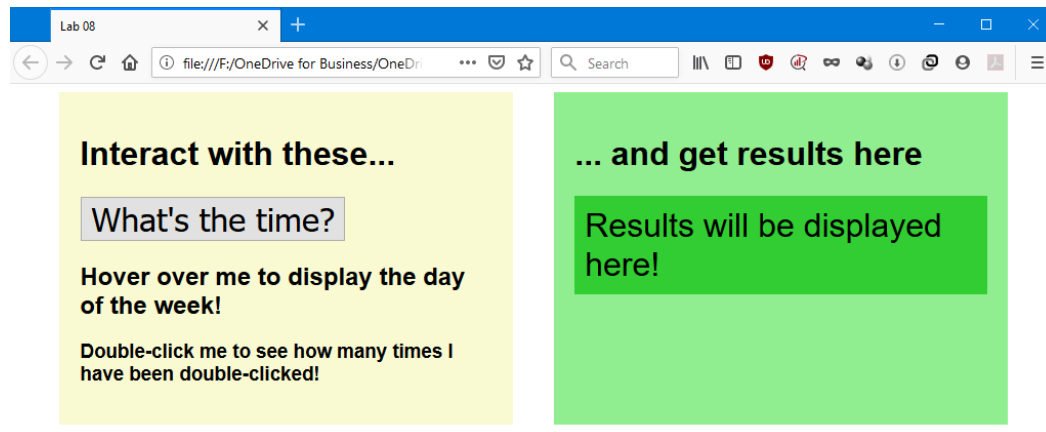 Lab 08
file:///F:/OneDrive for Business/OneDri
Search
Interact with these...
What's the time?
Hover over me to display the day
of the week!
Double-click me to see how many times I
have been double-clicked!
... and get results here
Results will be displayed
here!